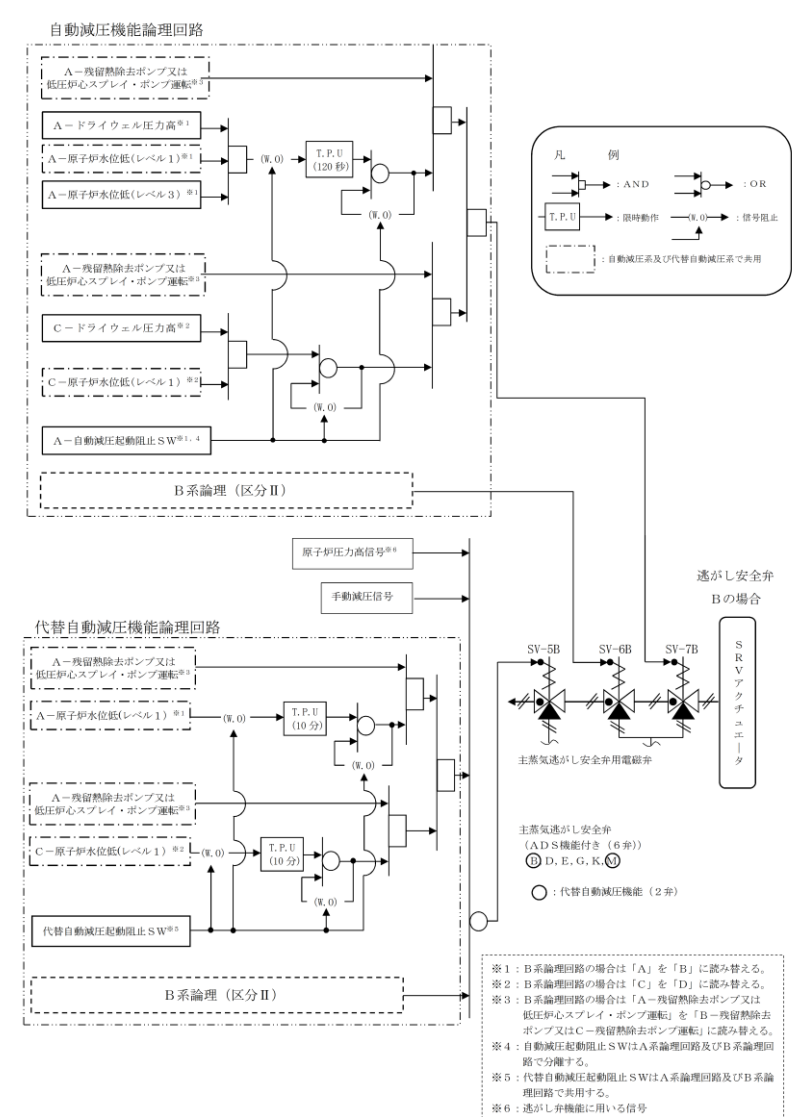 自動減圧機能論理回路
A－残留熱除去ポンプ又は
低圧炉心スプレイ・ポンプ運転※3
A－ドライウェル圧力高※1
A－原子炉水位低(レベル１)※1
A－原子炉水位低(レベル３)※1
(W.O)
T.P.U
(120秒)
(W.O)
A－残留熱除去ポンプ又は
低圧炉心スプレイ・ポンプ運転※3
C－ドライウェル圧力高※2
C－原子炉水位低(レベル１)※2
(W.O)
A－自動減圧起動阻止ＳＷ※1, 4
B系論理（区分Ⅱ）
凡　例
：AND
：OR
T.P.U
：限時動作
(W.O)
：信号阻止
：自動減圧系及び代替自動減圧系で共用
原子炉圧力高信号※6
手動減圧信号
逃がし安全弁
Bの場合
代替自動減圧機能論理回路
A－残留熱除去ポンプ又は
低圧炉心スプレイ・ポンプ運転※3
A－原子炉水位低(レベル１)※1
(W.O)
T.P.U
(10分)
(W.O)
A－残留熱除去ポンプ又は
低圧炉心スプレイ・ポンプ運転※3
C－原子炉水位低(レベル１)※2
(W.O)
T.P.U
(10分)
(W.O)
代替自動減圧起動阻止ＳＷ※5
B系論理（区分Ⅱ）
SV-5B
SV-6B
SV-7B
SRVアクチュエータ
主蒸気逃がし安全弁用電磁弁
主蒸気逃がし安全弁
（ＡＤＳ機能付き（６弁））
B, D, E, G, K, M
：代替自動減圧機能（２弁）
※１：B系論理回路の場合は「A」を「B」に読み替える。
※２：B系論理回路の場合は「C」を「D」に読み替える。
※３：B系論理回路の場合は「A－残留熱除去ポンプ又は
低圧炉心スプレイ・ポンプ運転」を「B－残留熱除去
ポンプ又はC－残留熱除去ポンプ運転」に読み替える。
※４：自動減圧起動阻止ＳＷはA系論理回路及びB系論理回
路で分離する。
※５：代替自動減圧起動阻止ＳＷはA系論理回路及びB系論
理回路で共用する。
※６：逃がし弁機能に用いる信号